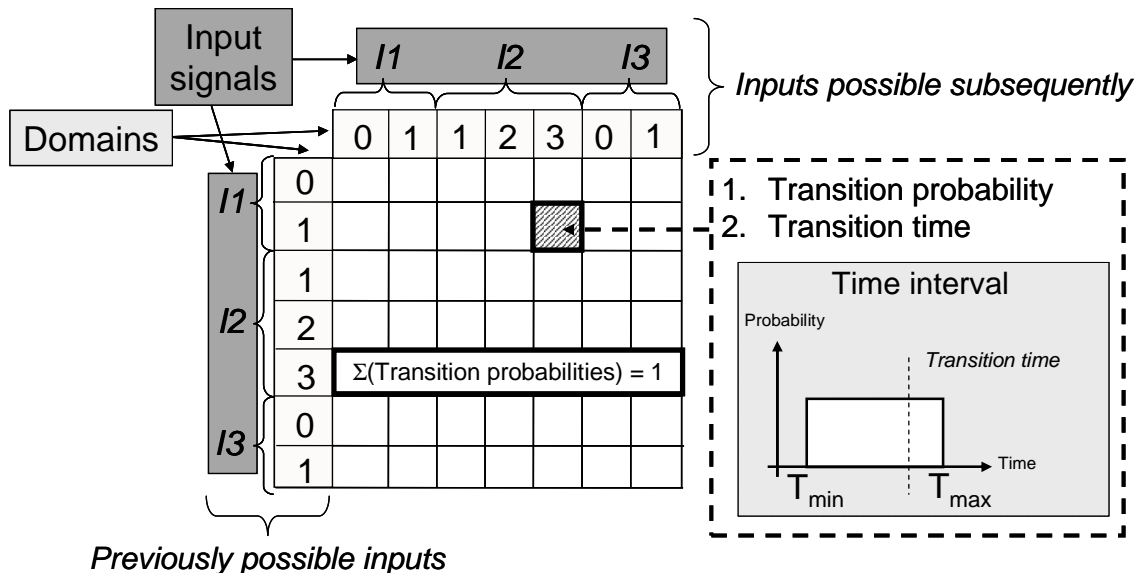 Input
signals
I1 I2 I3
Inputs possible subsequently
Domains
0 1 1 2 3 0 1
I1
0
1
I2
1
2
3
Σ(Transition probabilities) = 1
I3
0
1
Previously possible inputs
1. Transition probability
2. Transition time
Time interval
Probability
Transition time
Time
Tmin
Tmax